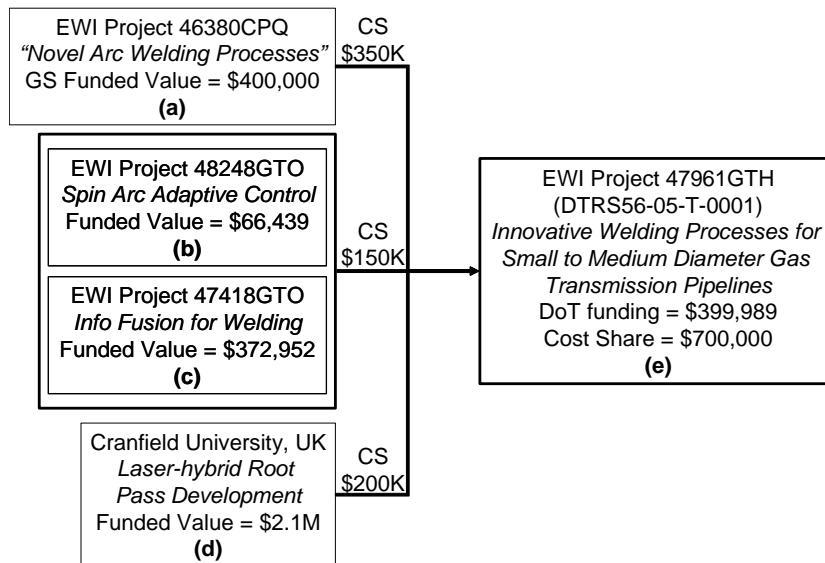 EWI Project 46380CPQ
“Novel Arc Welding Processes”
GS Funded Value = $400,000
(a)
CS
$350K
EWI Project 48248GTO
Spin Arc Adaptive Control
Funded Value = $66,439
(b)
EWI Project 47418GTO
Info Fusion for Welding
Funded Value = $372,952
(c)
CS
$150K
Cranfield University, UK
Laser-hybrid Root
Pass Development
Funded Value = $2.1M
(d)
CS
$200K
EWI Project 47961GTH
(DTRS56-05-T-0001)
Innovative Welding Processes for
Small to Medium Diameter Gas
Transmission Pipelines
DoT funding = $399,989
Cost Share = $700,000
(e)